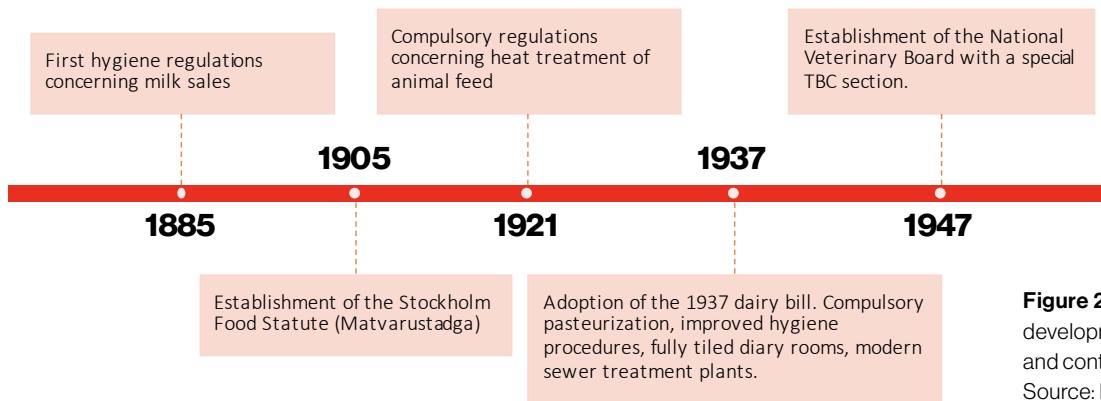 First hygiene regulations
concerning milk sales
Compulsory regulations
concerning heat treatment of
animal feed
Establishment of the National
Veterinary Board with a special
TBC section.
1905
1937
1885
1921
1947
Establishment of the Stockholm
Food Statute (Matvarustadga)
Adoption of the 1937 dairy bill. Compulsory
pasteurization, improved hygiene
procedures, fully tiled diary rooms, modern
sewer treatment plants.
Figure 2
and
Source: